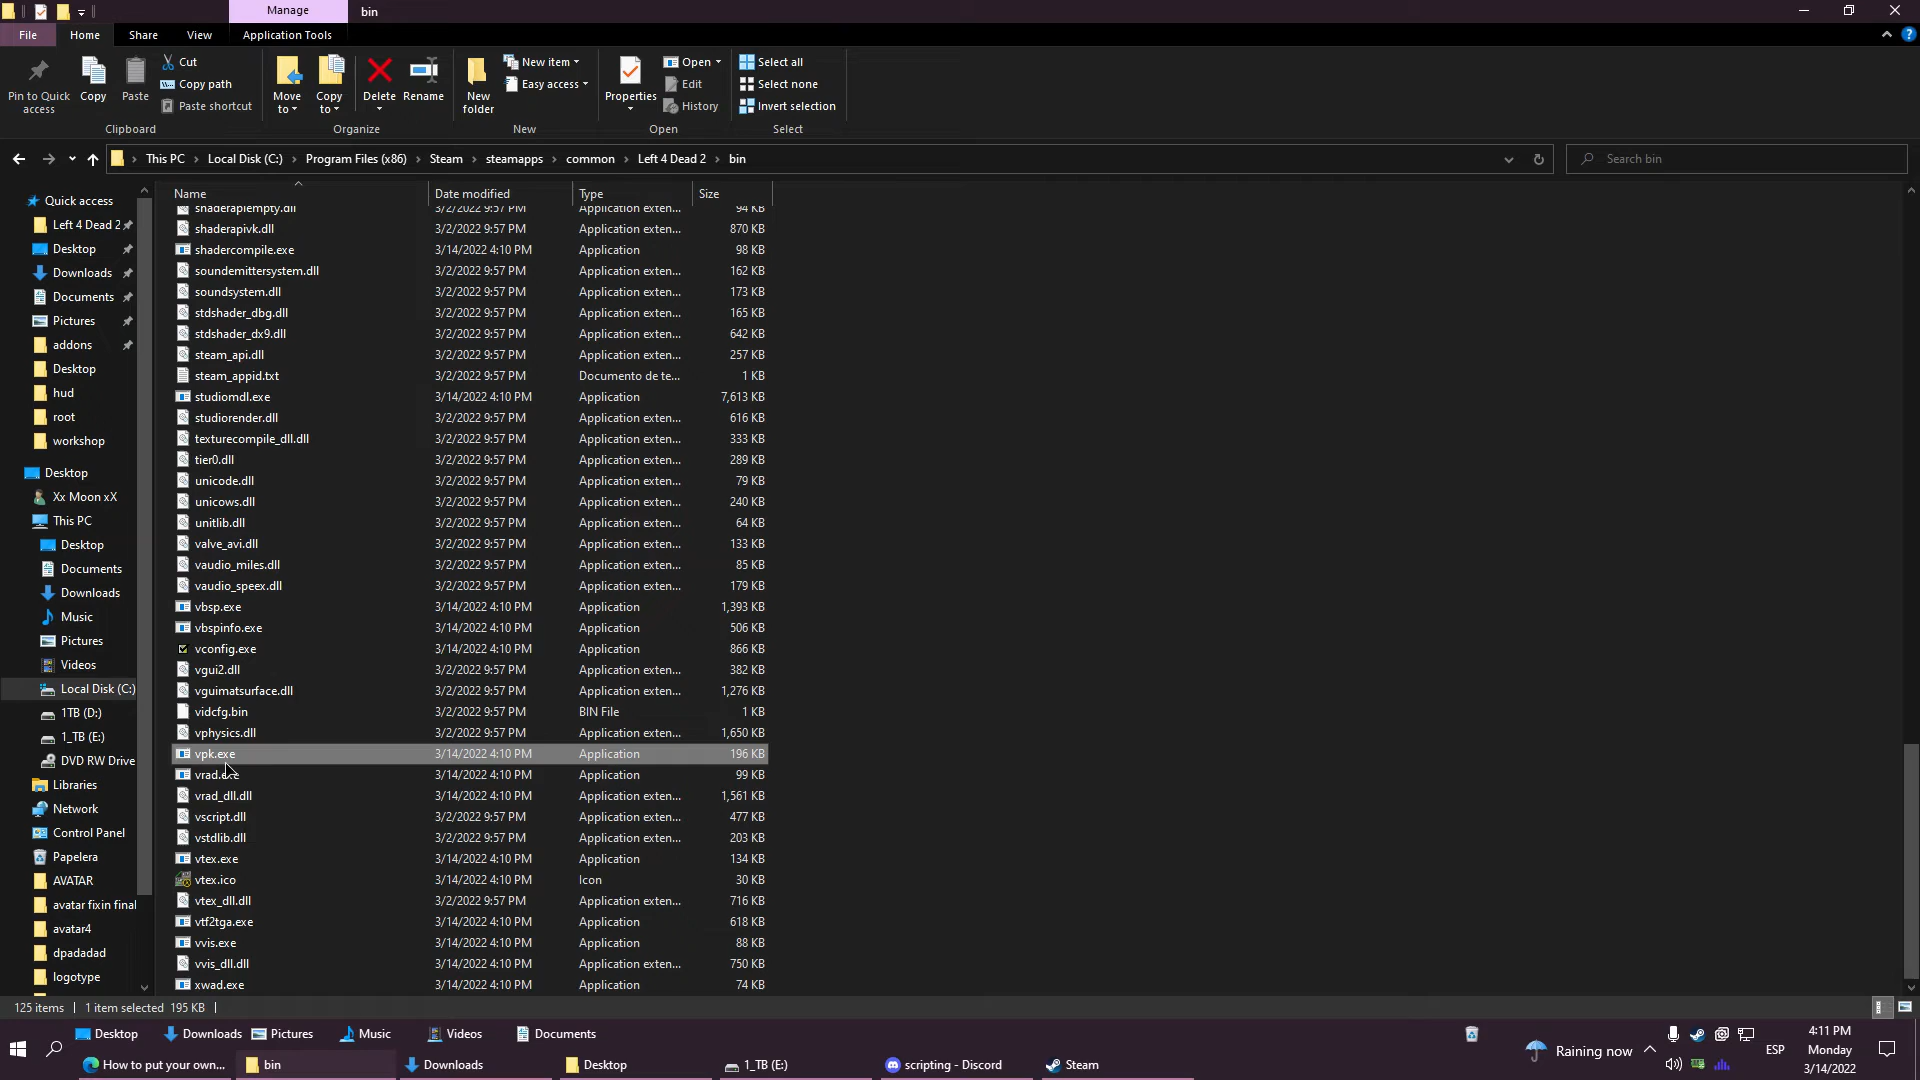 Manage
bin
File
Home
Share
View
Application Tools
Pin to Quick access
Copy
Paste
Cut
Copy path
Paste shortcut
Move to
Copy to
Delete
Rename
New folder
New item
Easy access
Properties
Open
Edit
History
Select all
Select none
Invert selection
Clipboard
Organize
New
Open
Select
This PC > Local Disk (C:) > Program Files (x86) > Steam > steamapps > common > Left 4 Dead 2 > bin
Search bin
Quick access
Left 4 Dead 2
Desktop
Downloads
Documents
Pictures
addons
Desktop
hud
root
workshop
Desktop
Xx Moon xX
This PC
Desktop
Documents
Downloads
Music
Pictures
Videos
Local Disk (C:)
1TB (D:)
1_TB (E:)
DVD RW Drive
Libraries
Network
Control Panel
Papelera
AVATAR
avatar fixin final
avatar4
dpadadad
logotype
Name Date modified Type Size
shaderapiempty.dll 3/2/2022 9:57 PM Application exten... 94 KB
shaderapivk.dll 3/2/2022 9:57 PM Application exten... 870 KB
shadercompile.exe 3/14/2022 4:10 PM Application 98 KB
soundemittersystem.dll 3/2/2022 9:57 PM Application exten... 162 KB
soundsystem.dll 3/2/2022 9:57 PM Application exten... 173 KB
stdshader_dbg.dll 3/2/2022 9:57 PM Application exten... 165 KB
stdshader_dx9.dll 3/2/2022 9:57 PM Application exten... 642 KB
steam_api.dll 3/2/2022 9:57 PM Application exten... 257 KB
steam_appid.txt 3/2/2022 9:57 PM Documento de te... 1 KB
studiomdl.exe 3/14/2022 4:10 PM Application 7,613 KB
studiorender.dll 3/2/2022 9:57 PM Application exten... 616 KB
texturecompile_dll.dll 3/2/2022 9:57 PM Application exten... 333 KB
tier0.dll 3/2/2022 9:57 PM Application exten... 289 KB
unicode.dll 3/2/2022 9:57 PM Application exten... 79 KB
unicows.dll 3/2/2022 9:57 PM Application exten... 240 KB
unitlib.dll 3/2/2022 9:57 PM Application exten... 64 KB
valve_avi.dll 3/2/2022 9:57 PM Application exten... 133 KB
vaudio_miles.dll 3/2/2022 9:57 PM Application exten... 85 KB
vaudio_speex.dll 3/2/2022 9:57 PM Application exten... 179 KB
vbsp.exe 3/14/2022 4:10 PM Application 1,393 KB
vbspinfo.exe 3/14/2022 4:10 PM Application 506 KB
vconfig.exe 3/14/2022 4:10 PM Application 866 KB
vgui2.dll 3/2/2022 9:57 PM Application exten... 382 KB
vguimatsurface.dll 3/2/2022 9:57 PM Application exten... 1,276 KB
vidcfg.bin 3/2/2022 9:57 PM BIN File 1 KB
vphysics.dll 3/2/2022 9:57 PM Application exten... 1,650 KB
vpk.exe 3/14/2022 4:10 PM Application 196 KB
vrad.exe 3/14/2022 4:10 PM Application 99 KB
vrad_dll.dll 3/14/2022 4:10 PM Application exten... 1,561 KB
vscript.dll 3/2/2022 9:57 PM Application exten... 477 KB
vstdlib.dll 3/2/2022 9:57 PM Application exten... 203 KB
vtex.exe 3/14/2022 4:10 PM Application 134 KB
vtex.ico 3/14/2022 4:10 PM Icon 30 KB
vtex_dll.dll 3/2/2022 9:57 PM Application exten... 716 KB
vtf2tga.exe 3/14/2022 4:10 PM Application 618 KB
vvis.exe 3/14/2022 4:10 PM Application 88 KB
vvis_dll.dll 3/14/2022 4:10 PM Application exten... 750 KB
xwad.exe 3/14/2022 4:10 PM Application 74 KB
125 items 1 item selected 195 KB
Desktop Downloads Pictures Music Videos Documents
How to put your own... bin Downloads Desktop 1_TB (E:) scripting - Discord Steam
Raining now
ESP
4:11 PM
Monday
3/14/2022